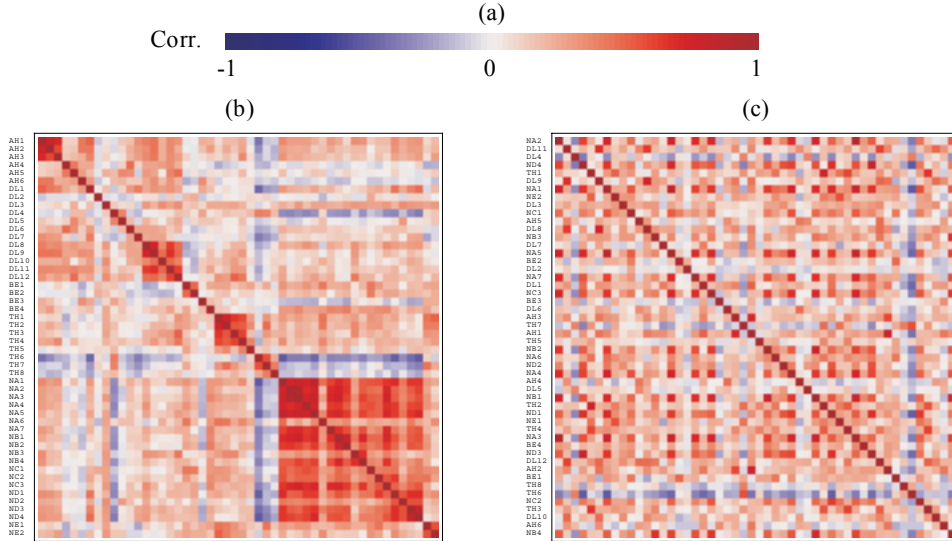 (a)
Corr.
-1 0 1
(b)
AH1
AH2
AH3
AH4
AH5
AH6
DL1
DL2
DL3
DL4
DL5
DL6
DL7
DL8
DL9
DL10
DL11
DL12
BE1
BE2
BE3
BE4
TH1
TH2
TH3
TH4
TH5
TH6
TH7
TH8
NA1
NA2
NA3
NA4
NA5
NA6
NA7
NB1
NB2
NB3
NB4
NC1
NC2
NC3
ND1
ND2
ND3
ND4
NE1
NE2
(c)
NA2
DL11
DL4
ND4
TH1
DL9
NA1
NE2
DL3
NC1
AH5
DL8
NB3
DL7
NA5
BE2
DL2
NA7
DL1
NC3
BE3
DL6
AH3
TH7
AH1
TH5
NB2
NA6
ND2
NA4
AH4
DL5
NB1
TH2
ND1
NE1
TH4
NA3
BE4
ND3
DL12
AH2
BE1
TH8
TH6
NC2
TH3
DL10
AH6
NB4